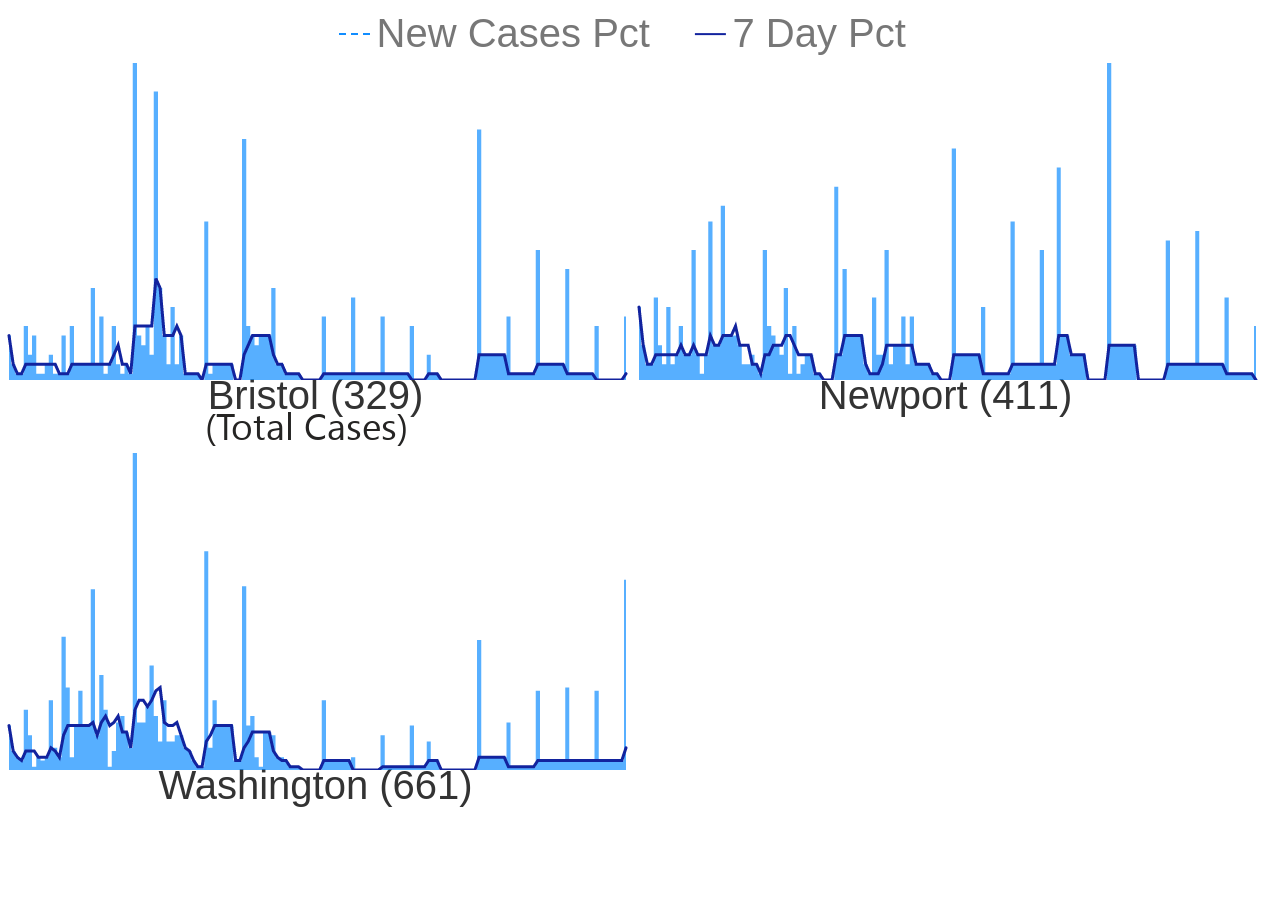 New Cases Pct 7 Day Pct
Bristol (329)
(Total Cases)
Newport (411)
Washington (661)